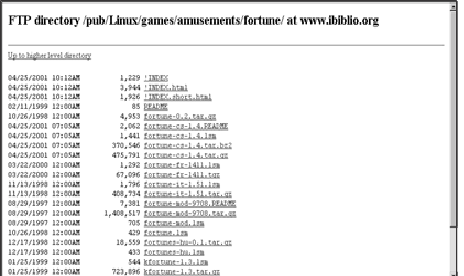 FTP directory /pub/Linux/games/amusements/fortune/ at www.ibiblio.org
Up to higher level directory
04/25/2001 10:12AM 1,229 !INDEX
04/25/2001 10:12AM 3,944 !INDEX.html
04/25/2001 10:12AM 1,926 !INDEX.short.html
02/11/1999 12:00AM 85 README
10/26/1998 12:00AM 4,953 fortune-0.2.tar.gz
04/25/2001 07:05AM 2,062 fortune-cs-1.4.README
04/25/2001 07:05AM 1,441 fortune-cs-1.4.lsm
04/25/2001 07:05AM 370,546 fortune-cs-1.4.tar.bz2
04/25/2001 07:05AM 475,791 fortune-cs-1.4.tar.gz
03/22/2000 12:00AM 1,292 fortune-fr-1411.lsm
03/22/2000 12:00AM 67,096 fortune-fr-1411.tgz
11/13/1998 12:00AM 1,796 fortune-it-1.51.lsm
11/13/1998 12:00AM 408,734 fortune-it-1.51.tar.gz
08/29/1997 12:00AM 7,381 fortune-mod-9708.README
08/29/1997 12:00AM 1,408,517 fortune-mod-9708.tar.gz
08/29/1997 12:00AM 705 fortune-mod.lsm
10/26/1998 12:00AM 429 fortune.lsm
12/17/1998 12:00AM 18,559 fortunes-hu-0.1.tar.gz
12/17/1998 12:00AM 433 fortunes-hu.lsm
01/25/1999 12:00AM 544 kfortune-1.3.lsm
01/25/1999 12:00AM 723,896 kfortune-1.3.tar.gz